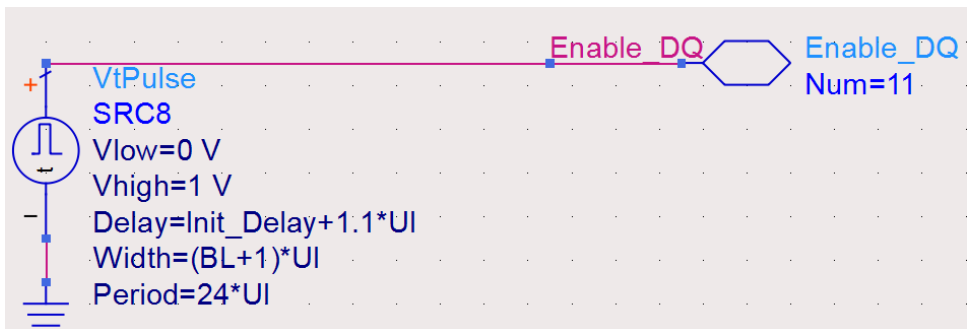 Enable_DQ
Enable_DQ
Num=11
VtPulse
SRC8
Vlow=0 V
Vhigh=1 V
Delay=Init_Delay+1.1*UI
Width=(BL+1)*UI
Period=24*UI
+
t
−